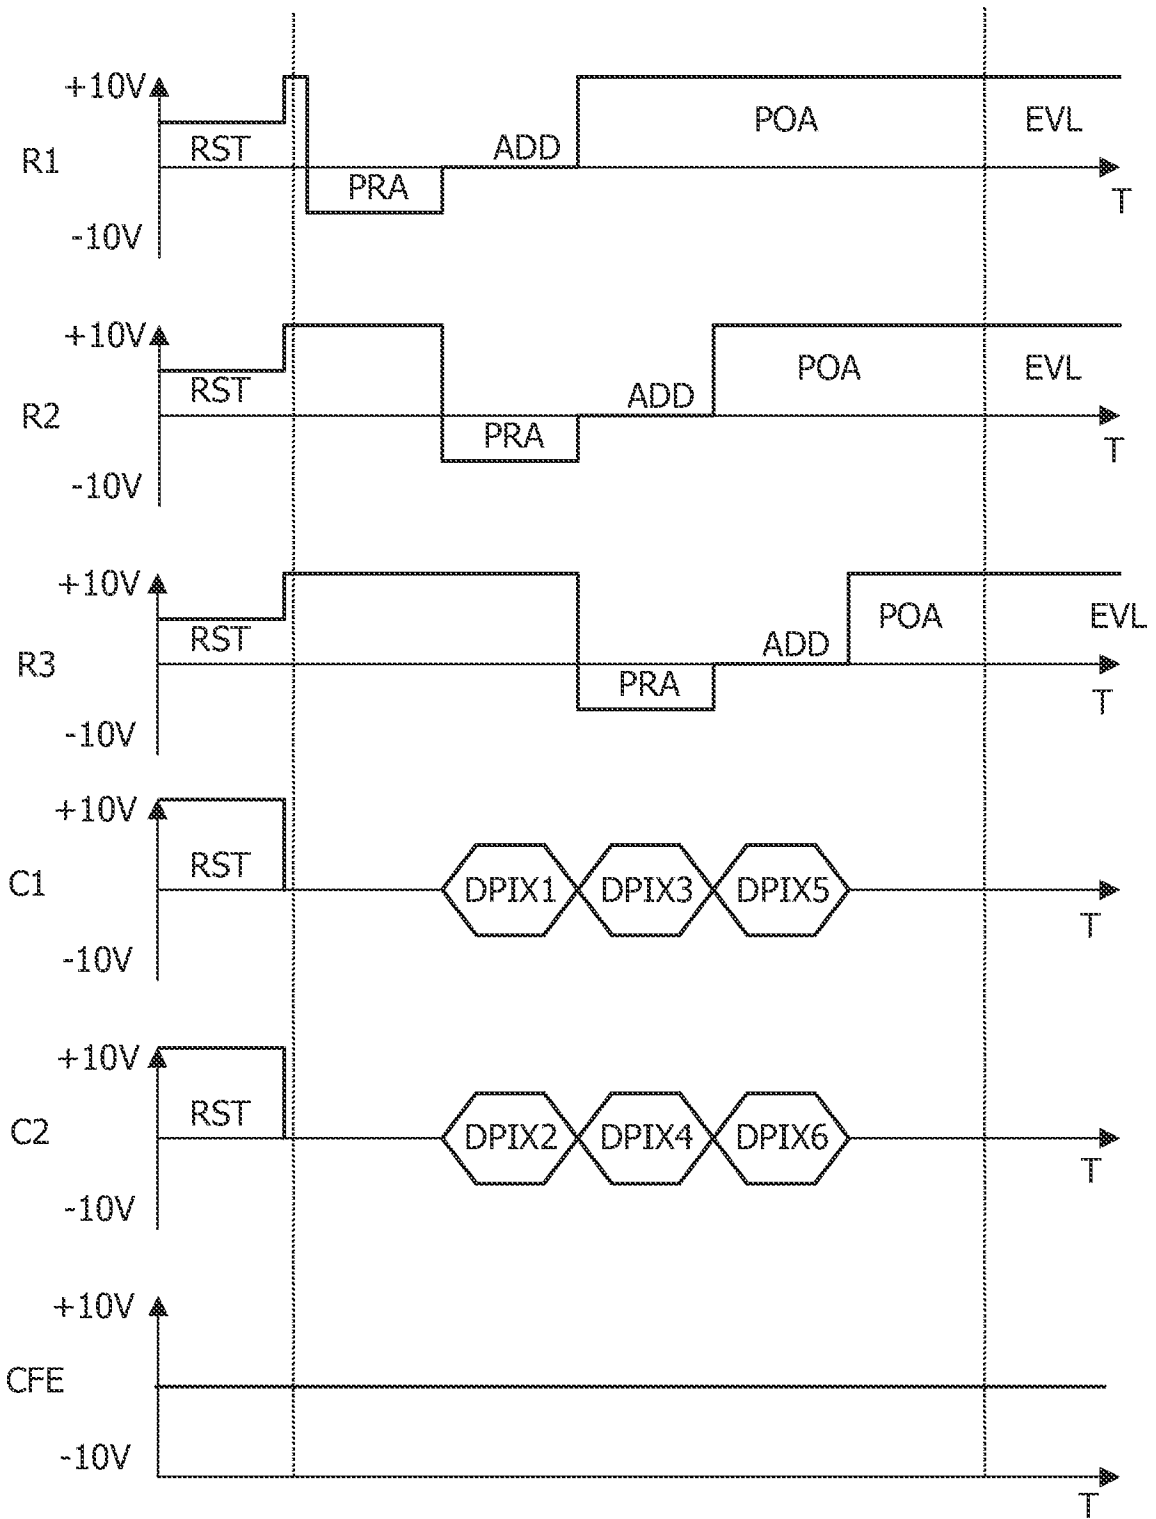 +10V
RST
ADD
POA
EVL
R1
PRA
T
-10V
+10V
RST
ADD
POA
EVL
R2
PRA
T
-10V
+10V
RST
ADD
POA
EVL
R3
PRA
T
-10V
+10V
RST
C1
DPIX1 DPIX3 DPIX5
T
-10V
+10V
RST
C2
DPIX2 DPIX4 DPIX6
T
-10V
+10V
CFE
-10V
T